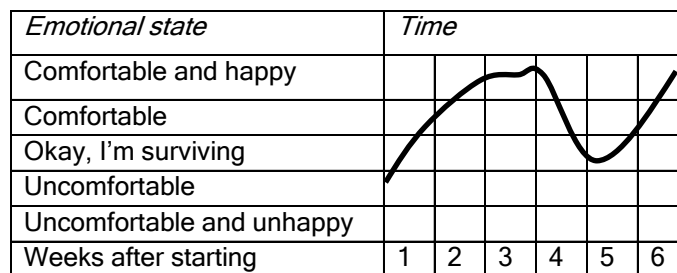 Emotional state Time
Comfortable and happy
Comfortable
Okay, I'm surviving
Uncomfortable
Uncomfortable and unhappy
Weeks after starting 1 2 3 4 5 6